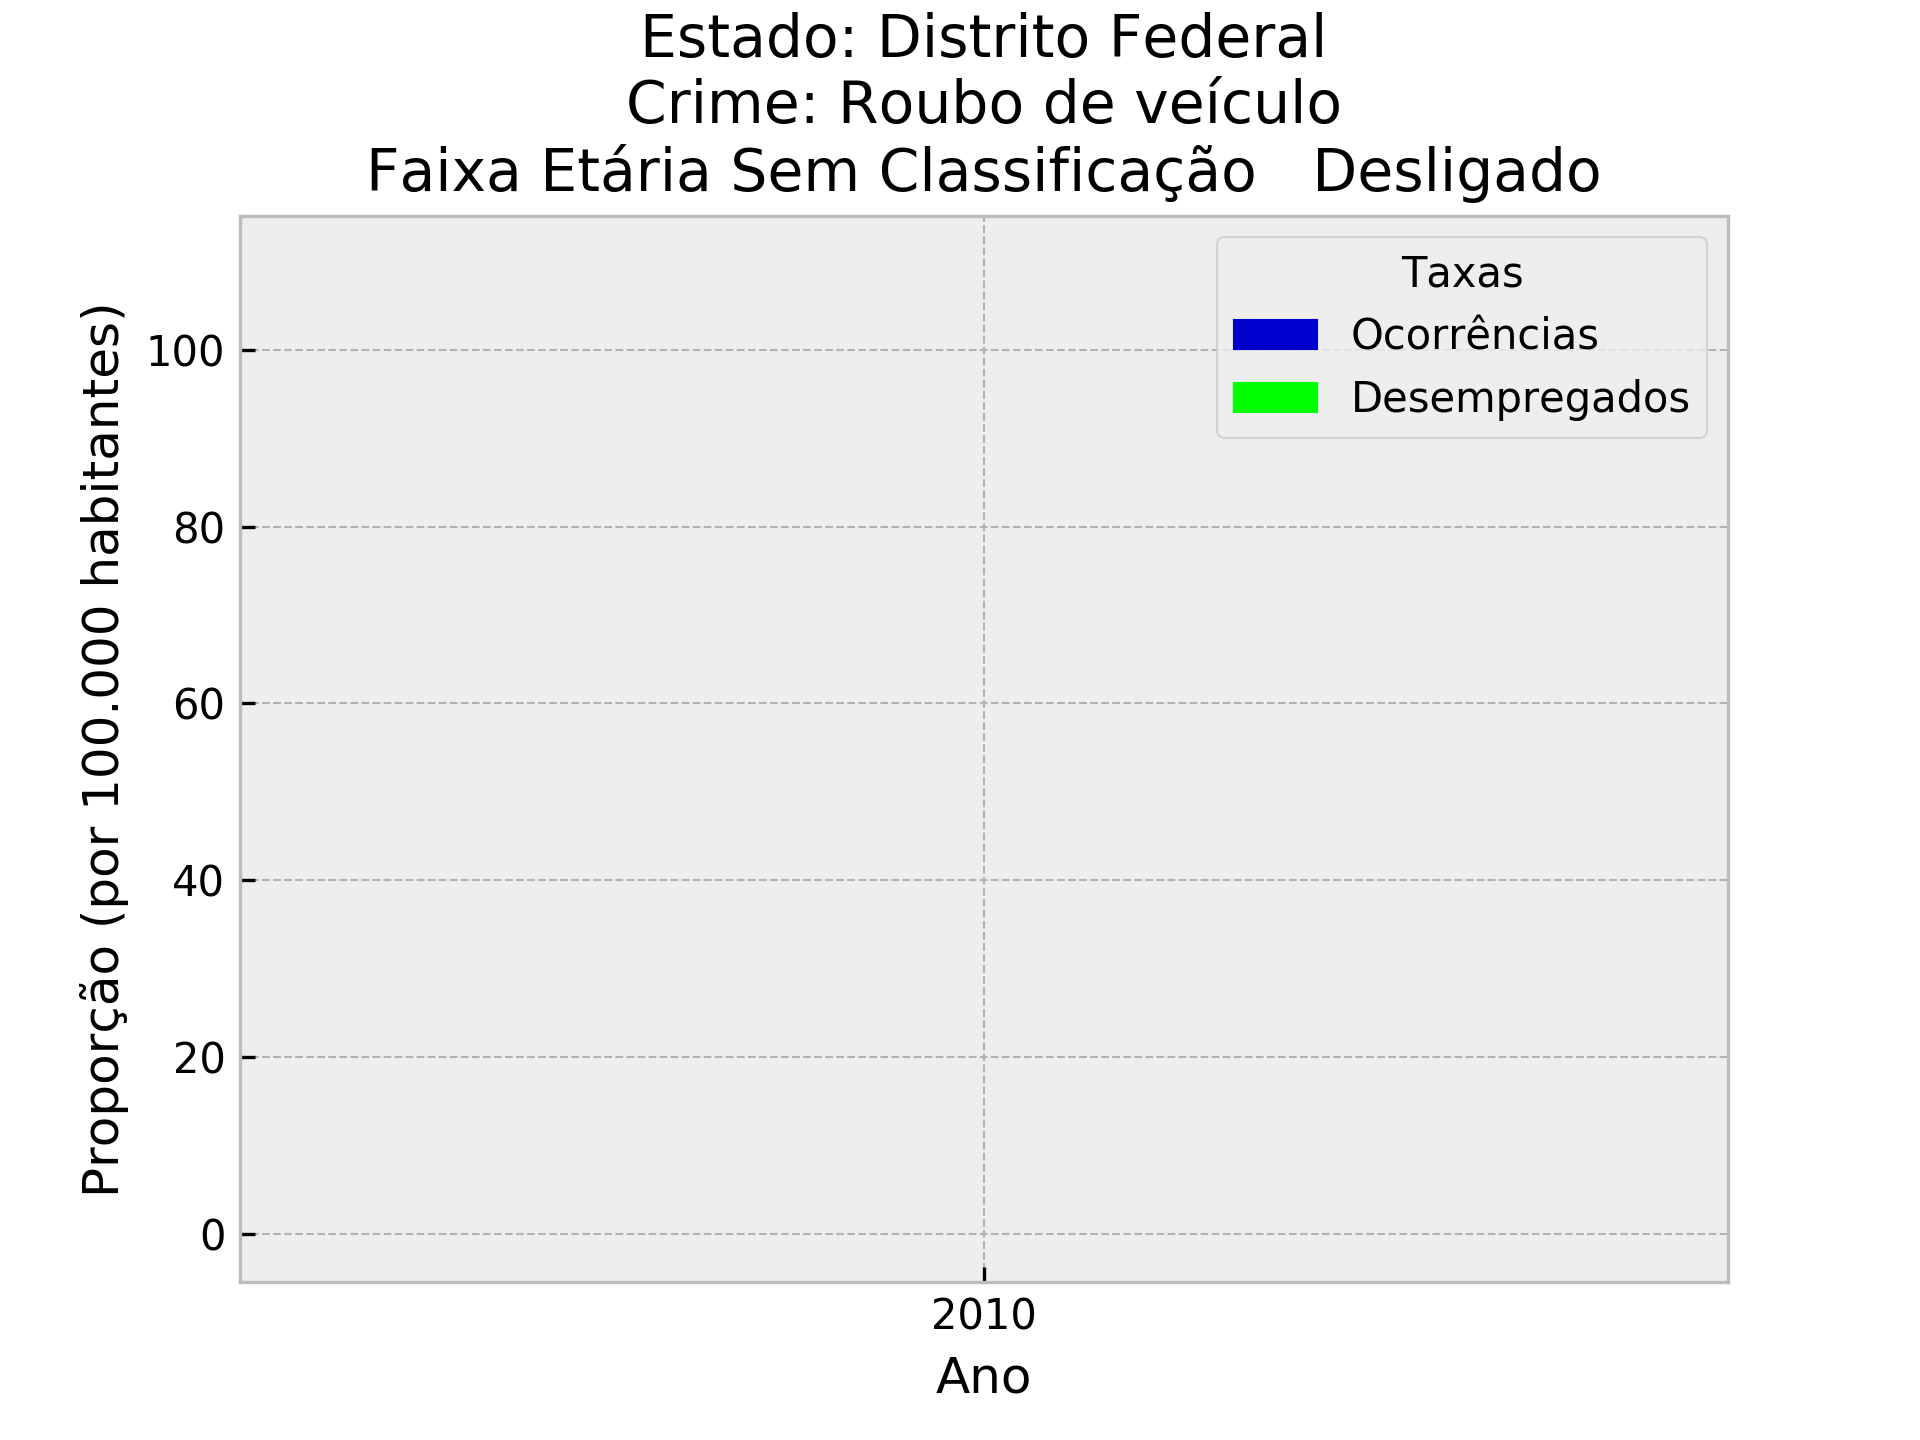 Estado: Distrito Federal
Crime: Roubo de veículo
Faixa Etária Sem Classificação   Desligado
Taxas
Ocorrências
Desempregados
Proporção (por 100.000 habitantes)
100
80
60
40
20
0
2010
Ano